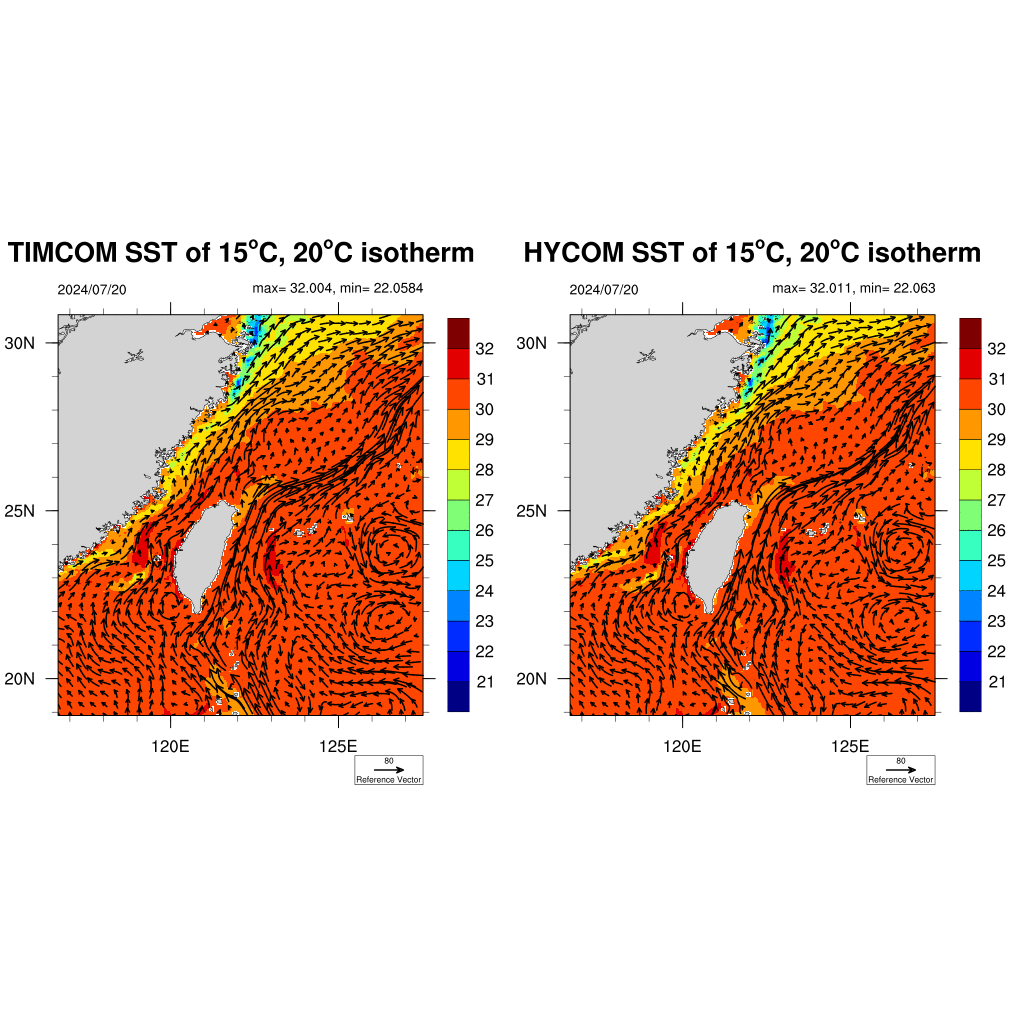 TIMCOM SST of 15°C, 20°C isotherm
2024/07/20
max= 32.004, min= 22.0584
30N
25N
20N
120E
125E
32
31
30
29
28
27
26
25
24
23
22
21
80
Reference Vector
HYCOM SST of 15°C, 20°C isotherm
2024/07/20
max= 32.011, min= 22.063
30N
25N
20N
120E
125E
32
31
30
29
28
27
26
25
24
23
22
21
80
Reference Vector